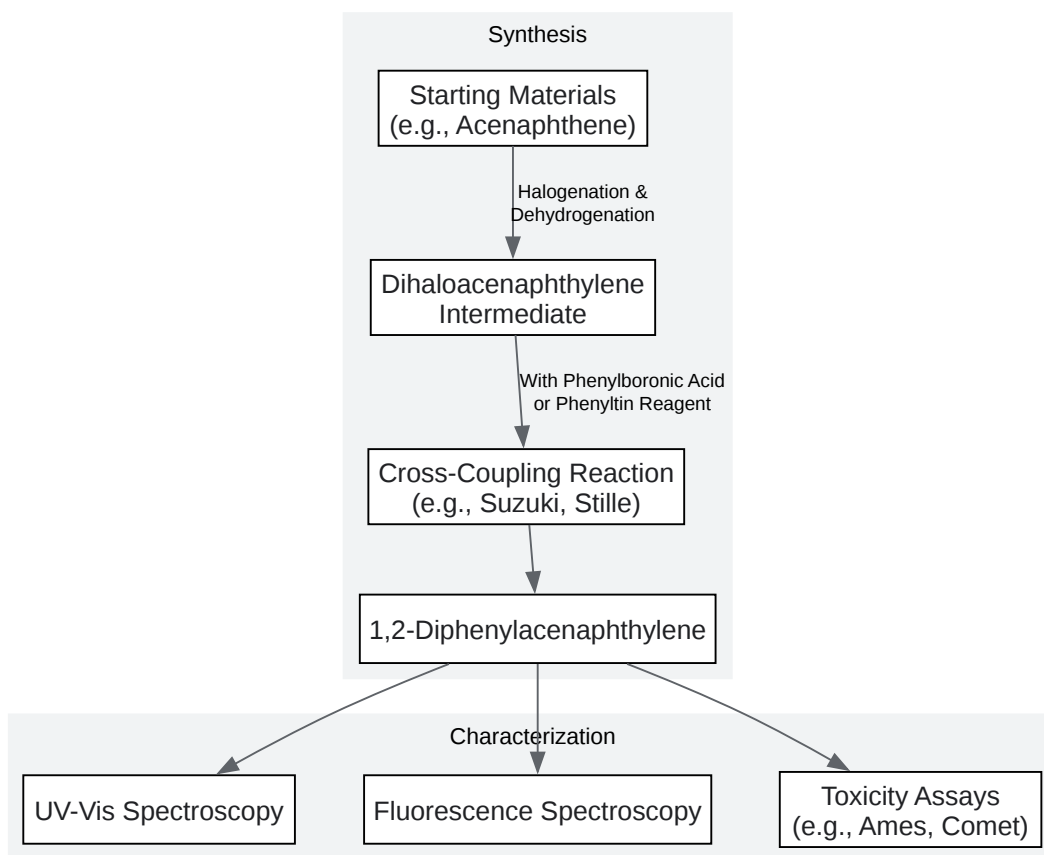 Synthesis
Starting Materials
(e.g., Acenaphthene)
Halogenation &
Dehydrogenation
Dihaloacenaphthylene
Intermediate
With Phenylboronic Acid
or Phenyltin Reagent
Cross-Coupling Reaction
(e.g., Suzuki, Stille)
1,2-Diphenylacenaphthylene
Characterization
UV-Vis Spectroscopy
Fluorescence Spectroscopy
Toxicity Assays
(e.g., Ames, Comet)